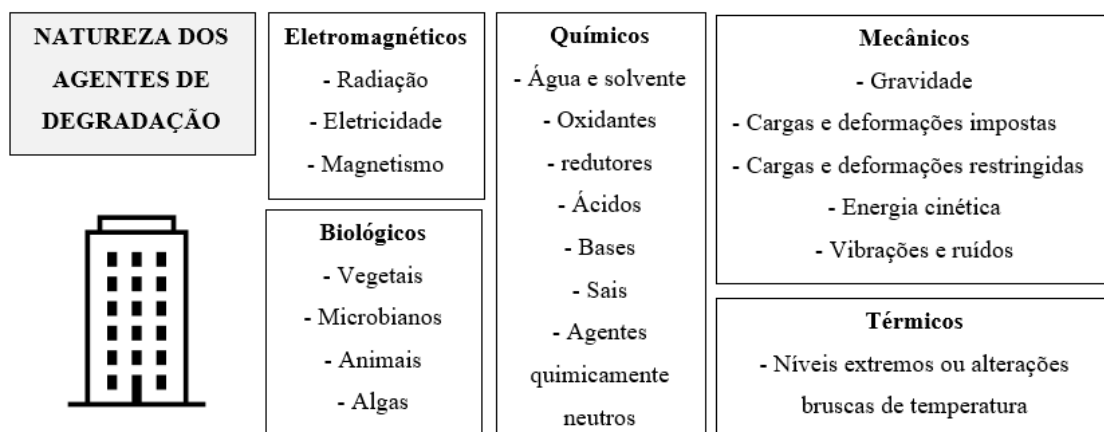 NATUREZA DOS
AGENTES DE
DEGRADAÇÃO
Eletromagnéticos
- Radiação
- Eletricidade
- Magnetismo
Biológicos
- Vegetais
- Microbianos
- Animais
- Algas
Químicos
- Água e solvente
- Oxidantes
- redutores
- Ácidos
- Bases
- Sais
- Agentes
quimicamente
neutros
Mecânicos
- Gravidade
- Cargas e deformações impostas
- Cargas e deformações restringidas
- Energia cinética
- Vibrações e ruídos
Térmicos
- Níveis extremos ou alterações
bruscas de temperatura